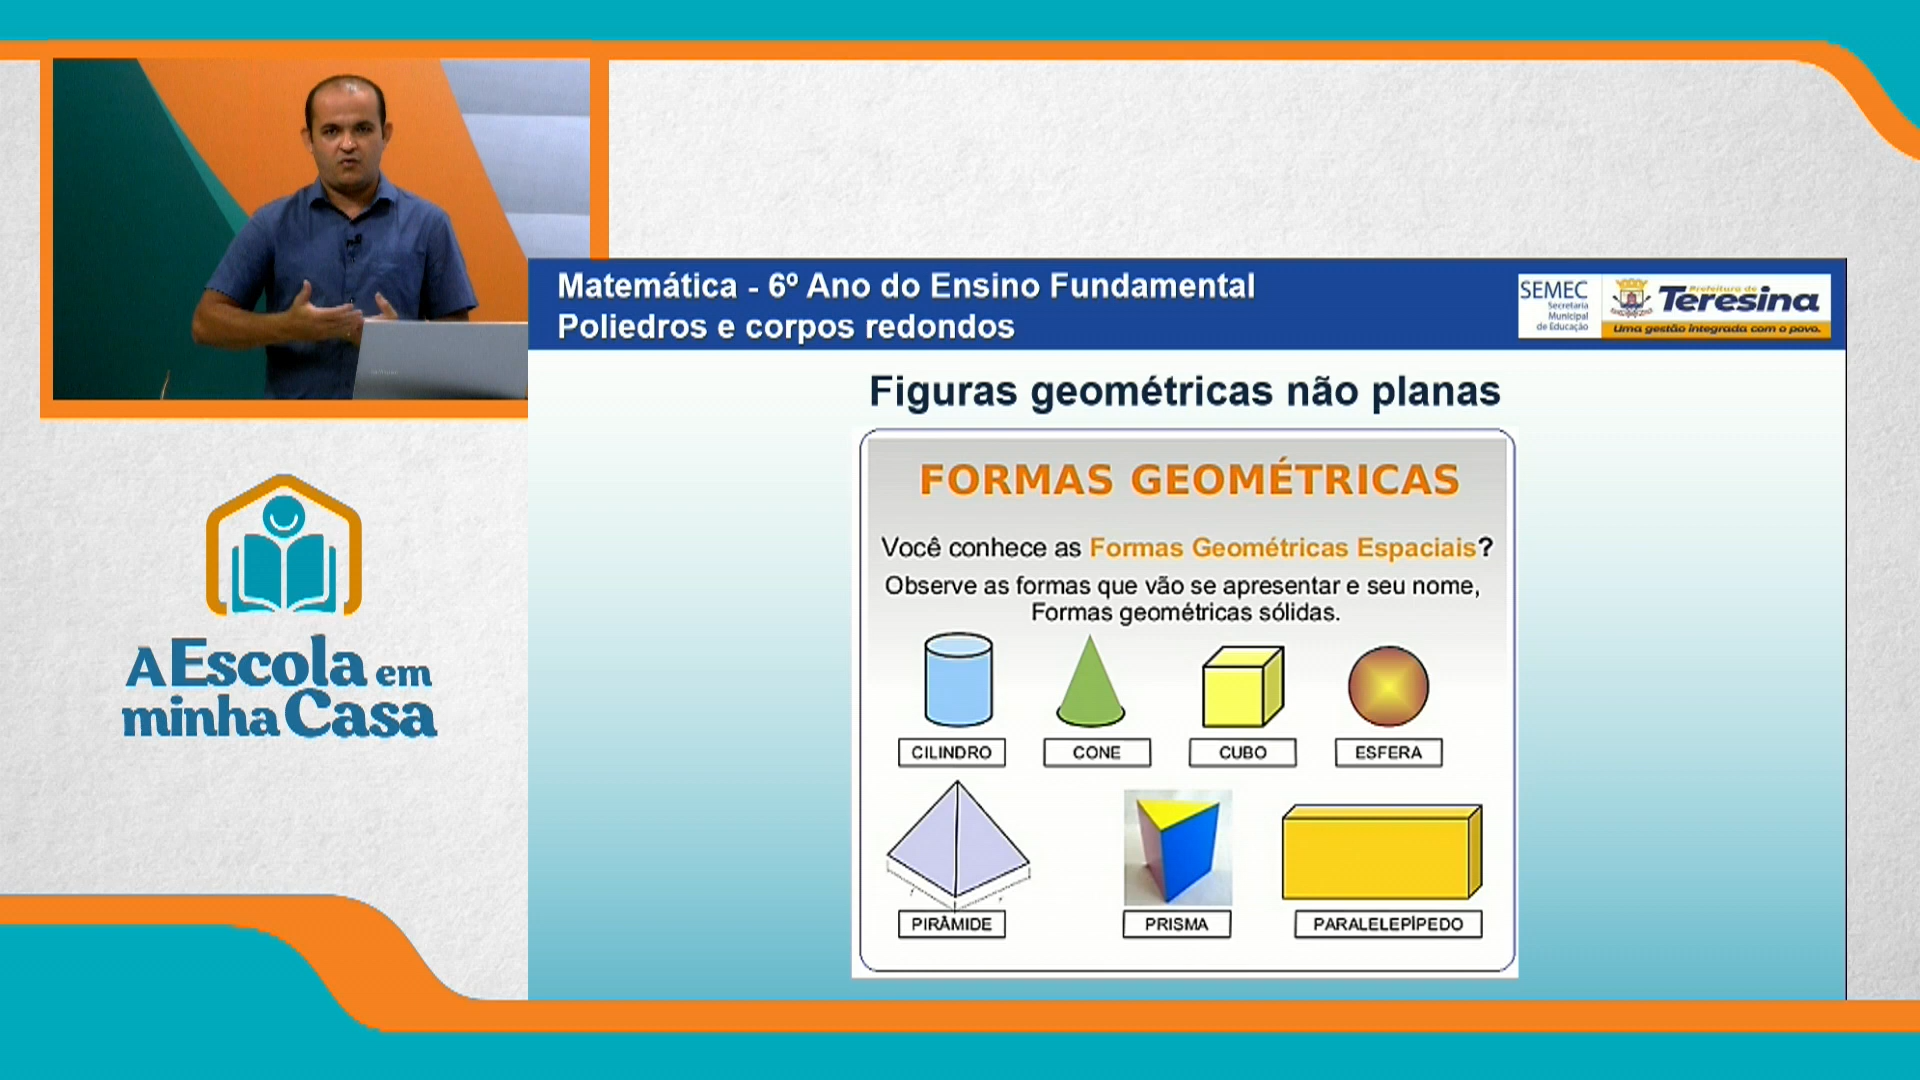 Matemática - 6º Ano do Ensino Fundamental
Poliedros e corpos redondos
SEMEC
Secretaria
Municipal
de Educação
Prefeitura de
Teresina
Uma gestão integrada com o povo.
Figuras geométricas não planas
FORMAS GEOMÉTRICAS
Você conhece as Formas Geométricas Espaciais?
Observe as formas que vão se apresentar e seu nome,
Formas geométricas sólidas.
CILINDRO
CONE
CUBO
ESFERA
PIRÂMIDE
PRISMA
PARALELEPÍPEDO
A Escola em
minha Casa